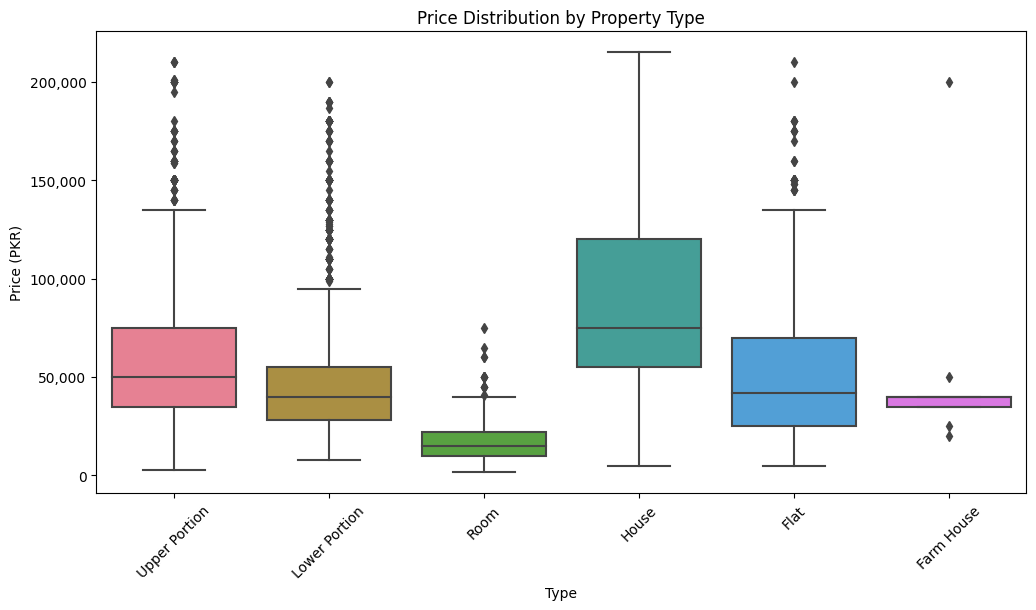 Price Distribution by Property Type
Price (PKR)
200,000
150,000
100,000
50,000
0
Upper Portion
Lower Portion
Room
House
Flat
Farm House
Type